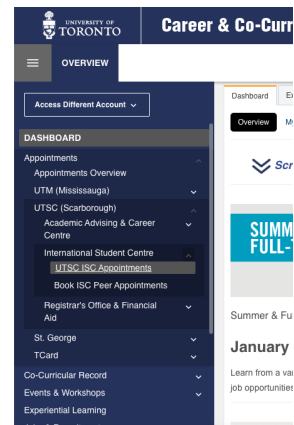 UNIVERSITY OF
TORONTO
Career & Co-Curr
OVERVIEW
Access Different Account
DASHBOARD
Appointments
Appointments Overview
UTM (Mississauga)
UTSC (Scarborough)
Academic Advising & Career
Centre
International Student Centre
UTSC ISC Appointments
Book ISC Peer Appointments
Registrar's Office & Financial
Aid
St. George
TCard
Co-Curricular Record
Events & Workshops
Experiential Learning
Dashboard
Overview
Scr
SUMM
FULL-
Summer & Fu
January
Learn from a var
job opportunities